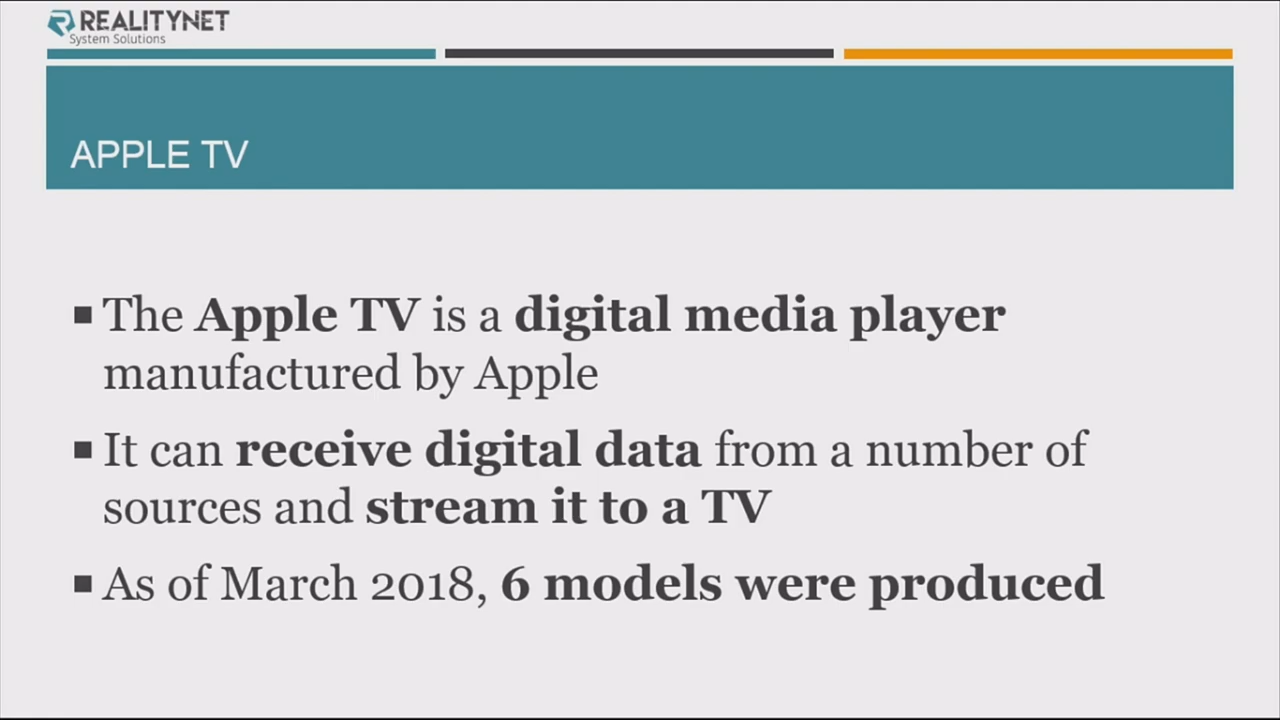 REALITYNET
System Solutions
APPLE TV
▪ The Apple TV is a digital media player
manufactured by Apple
▪ It can receive digital data from a number of
sources and stream it to a TV
▪ As of March 2018, 6 models were produced